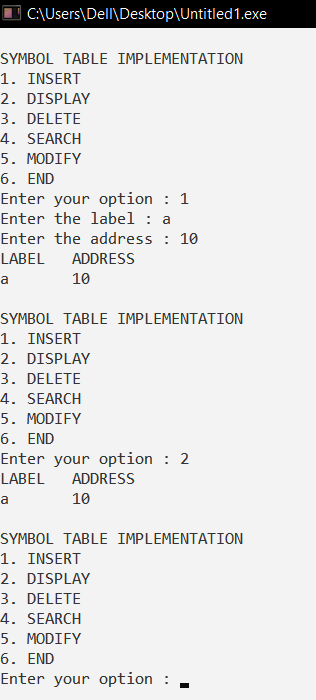 C:\Users\Dell\Desktop\Untitled1.exe
SYMBOL TABLE IMPLEMENTATION
1. INSERT
2. DISPLAY
3. DELETE
4. SEARCH
5. MODIFY
6. END
Enter your option : 1
Enter the label : a
Enter the address : 10
LABEL   ADDRESS
a       10
SYMBOL TABLE IMPLEMENTATION
1. INSERT
2. DISPLAY
3. DELETE
4. SEARCH
5. MODIFY
6. END
Enter your option : 2
LABEL   ADDRESS
a       10
SYMBOL TABLE IMPLEMENTATION
1. INSERT
2. DISPLAY
3. DELETE
4. SEARCH
5. MODIFY
6. END
Enter your option :